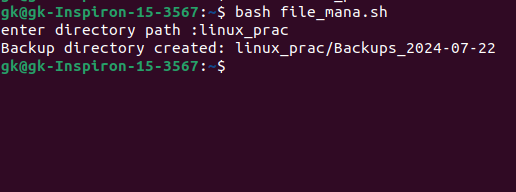 gk@gk-Inspiron-15-3567:~$ bash file_mana.sh
enter directory path :linux_prac
Backup directory created: linux_prac/Backups_2024-07-22
gk@gk-Inspiron-15-3567:~$